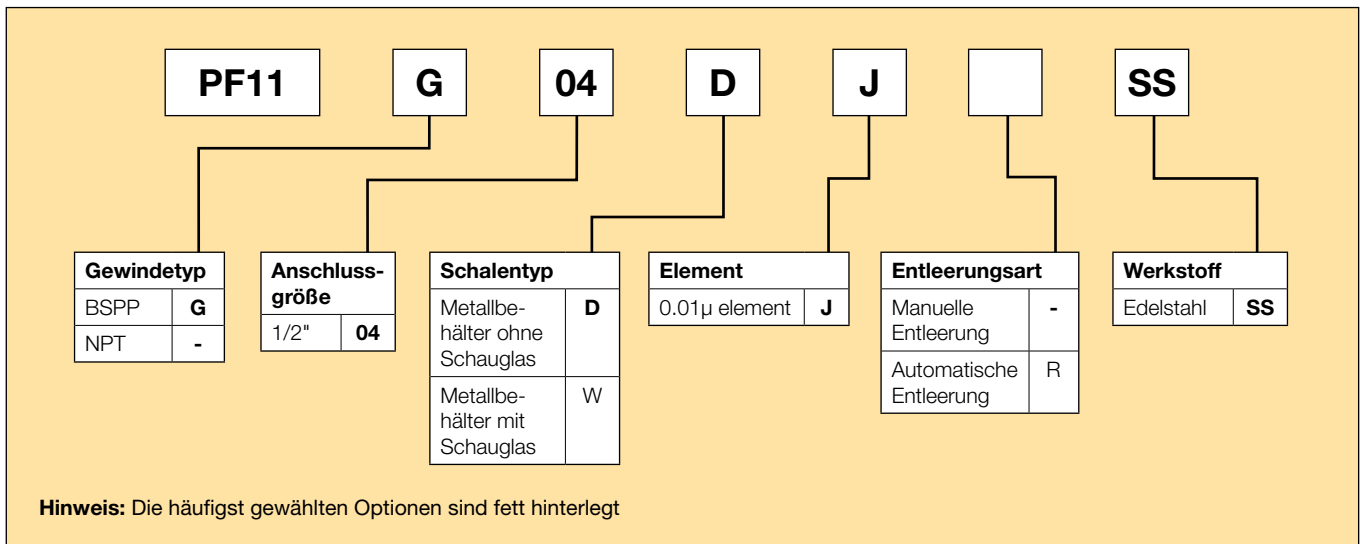 PF11 G 04 D J SS
Gewindetyp
BSPP G
NPT -
Anschluss-
größe
1/2" 04
Schalentyp
Metallbe- D
hälter ohne
Schauglas
Metallbe- W
hälter mit
Schauglas
Element
0.01µ element J
Entleerungsart
Manuelle -
Entleerung
Automatische R
Entleerung
Werkstoff
Edelstahl SS
Hinweis: Die häufigst gewählten Optionen sind fett hinterlegt